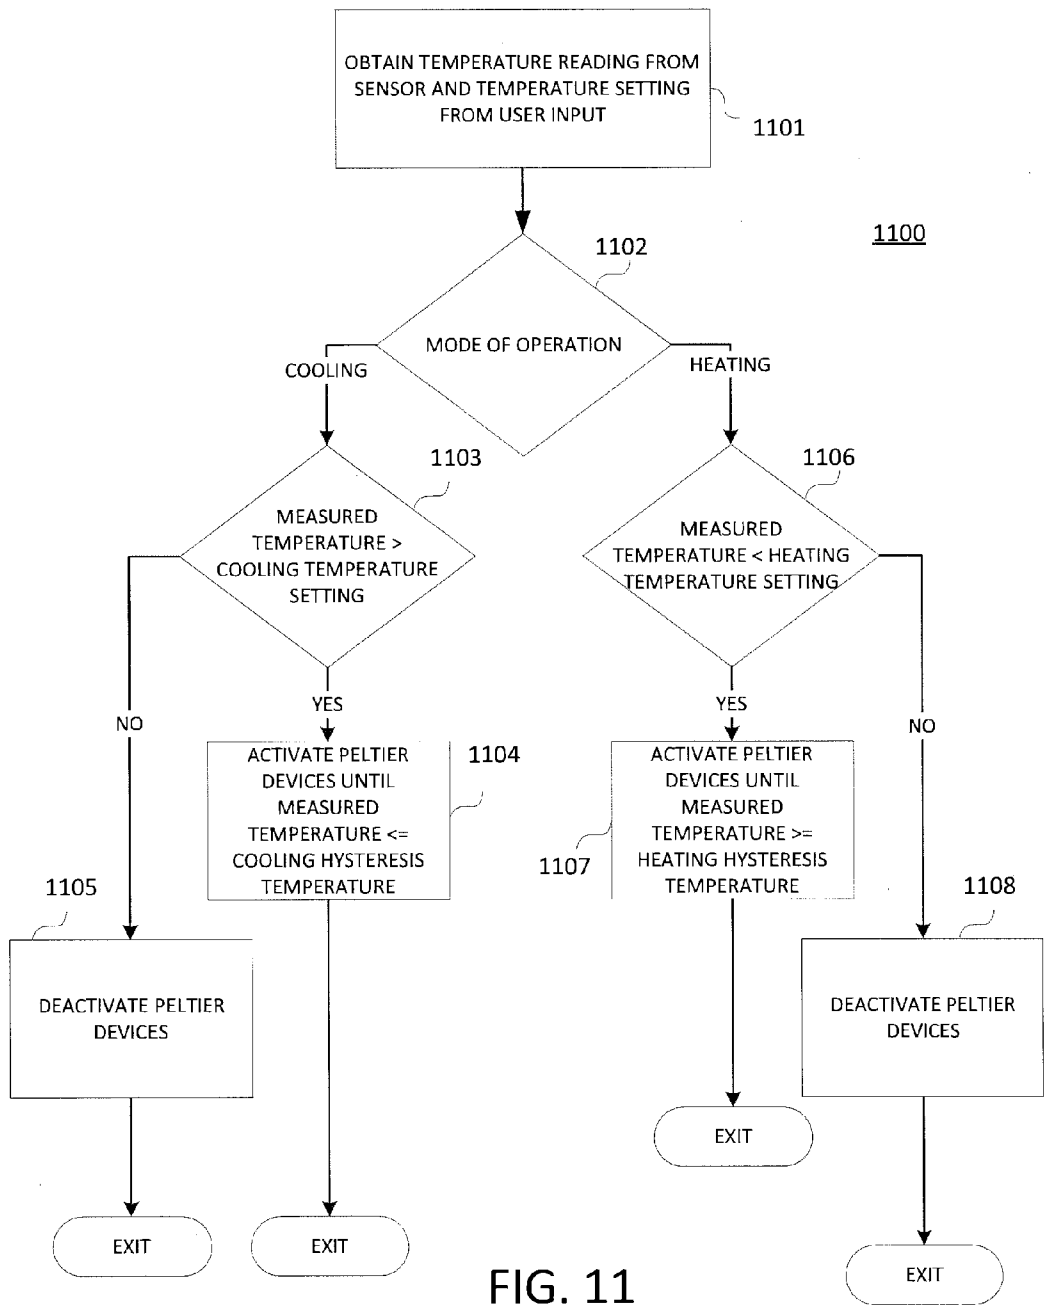 OBTAIN TEMPERATURE READING FROM
SENSOR AND TEMPERATURE SETTING
FROM USER INPUT
1101
1100
1102
MODE OF OPERATION
COOLING
HEATING
1103
MEASURED
TEMPERATURE >
COOLING TEMPERATURE
SETTING
1106
MEASURED
TEMPERATURE < HEATING
TEMPERATURE SETTING
NO
YES
YES
NO
ACTIVATE PELTIER
DEVICES UNTIL
MEASURED
TEMPERATURE <=
COOLING HYSTERESIS
TEMPERATURE
1104
ACTIVATE PELTIER
DEVICES UNTIL
MEASURED
TEMPERATURE >=
HEATING HYSTERESIS
TEMPERATURE
1107
1105
DEACTIVATE PELTIER
DEVICES
1108
DEACTIVATE PELTIER
DEVICES
EXIT
EXIT
EXIT
EXIT
FIG. 11